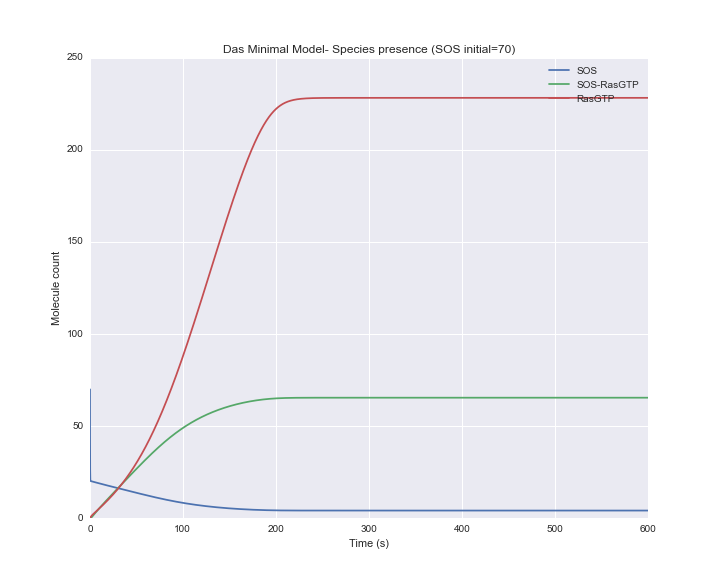 Das Minimal Model- Species presence (SOS initial=70)
250
200
150
100
50
0
Molecule count
SOS
SOS-RasGTP
RasGTP
0 100 200 300 400 500 600
Time (s)